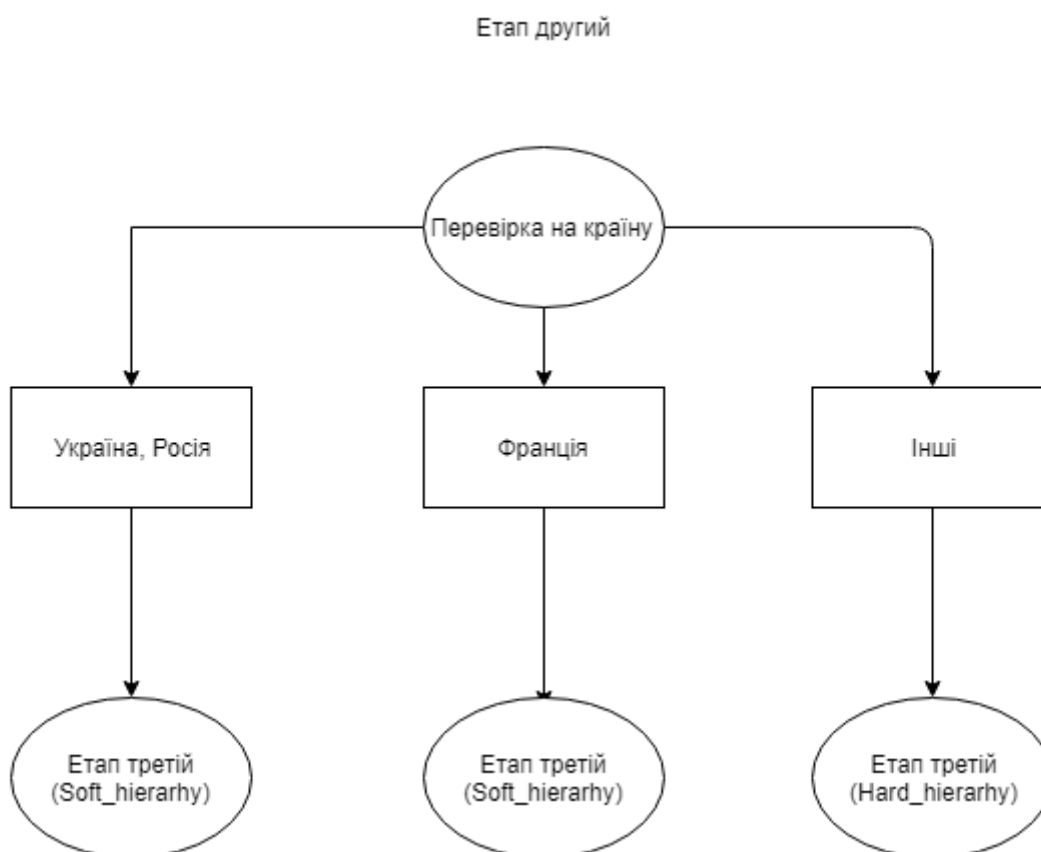 Етап другий
Перевірка на країну
Україна, Росія
Франція
Інші
Етап третій
(Soft_hierarhy)
Етап третій
(Soft_hierarhy)
Етап третій
(Hard_hierarhy)